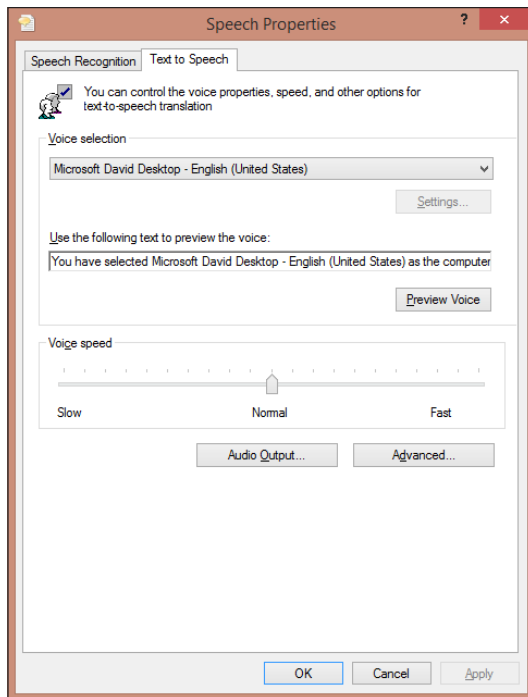 Speech Properties
?
×
Speech Recognition
Text to Speech
You can control the voice properties, speed, and other options for
text-to-speech translation
Voice selection
Microsoft David Desktop - English (United States)
Settings...
Use the following text to preview the voice:
You have selected Microsoft David Desktop - English (United States) as the computer
Preview Voice
Voice speed
Slow Normal Fast
Audio Output...
Advanced...
OK
Cancel
Apply